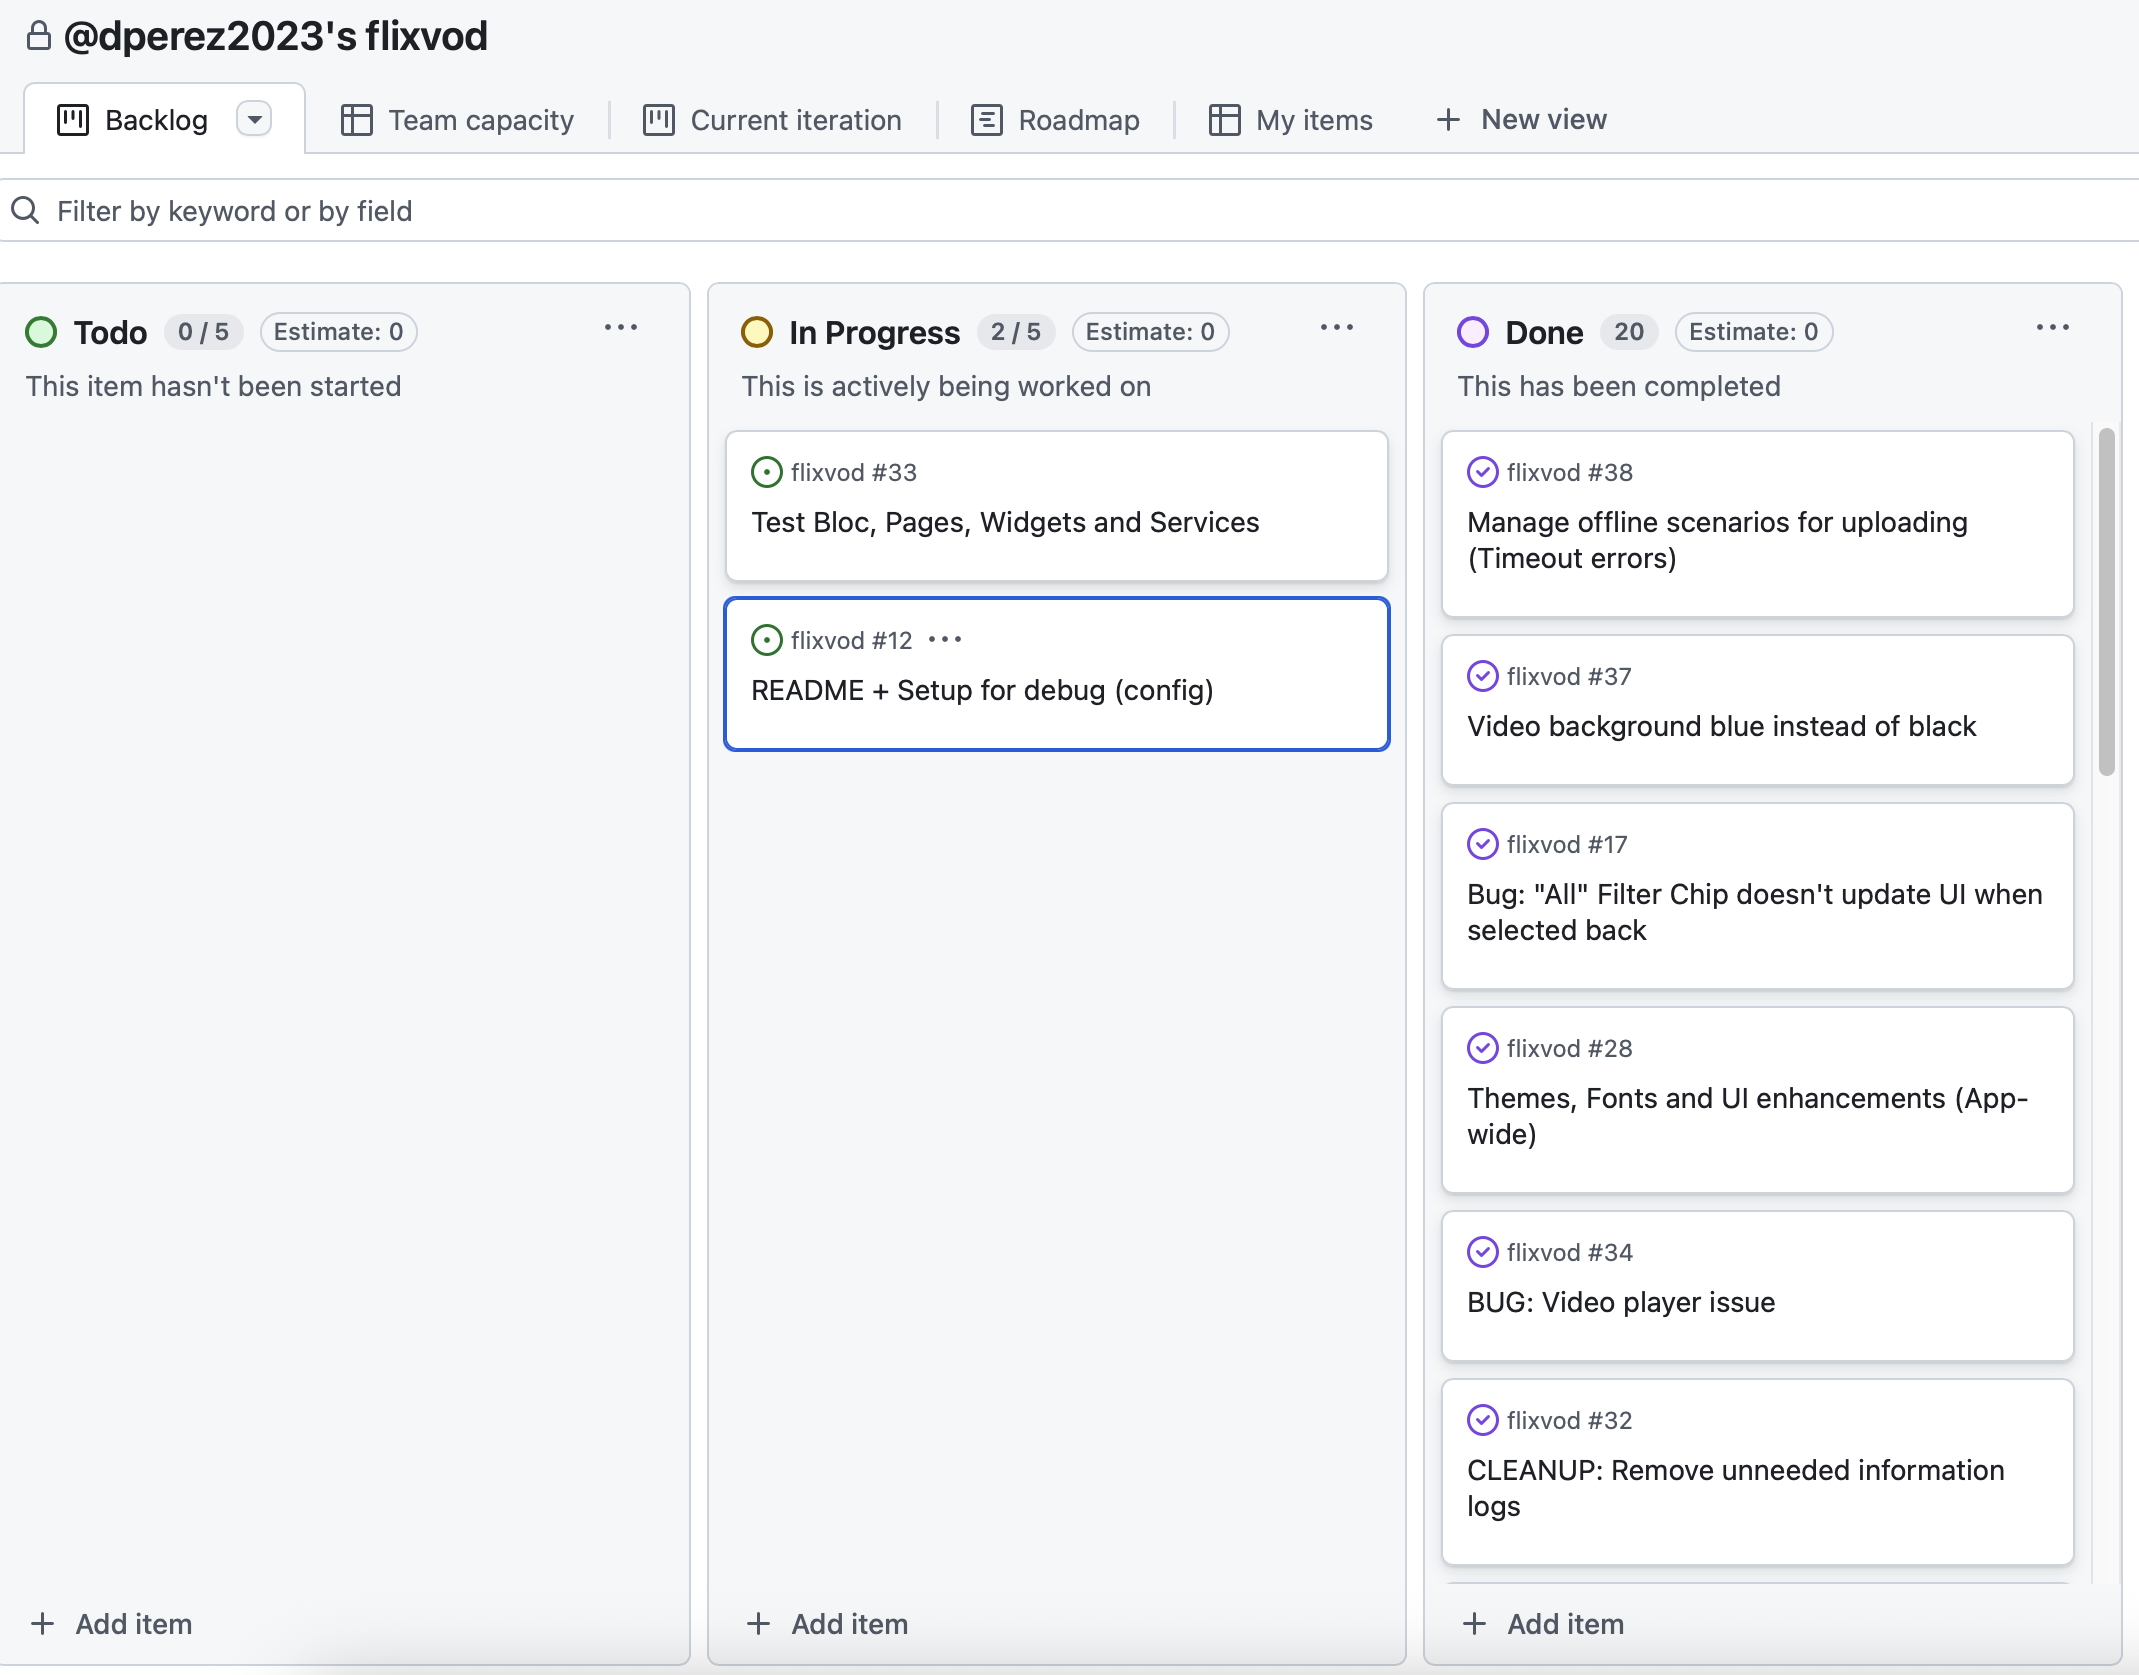 @dperez2023's flixvod
Backlog
Team capacity
Current iteration
Roadmap
My items
New view
Filter by keyword or by field
Todo 0 / 5 Estimate: 0
This item hasn't been started
Add item
In Progress 2 / 5 Estimate: 0
This is actively being worked on
flixvod #33
Test Bloc, Pages, Widgets and Services
flixvod #12
README + Setup for debug (config)
Add item
Done 20 Estimate: 0
This has been completed
flixvod #38
Manage offline scenarios for uploading
(Timeout errors)
flixvod #37
Video background blue instead of black
flixvod #17
Bug: "All" Filter Chip doesn't update UI when
selected back
flixvod #28
Themes, Fonts and UI enhancements (App-
wide)
flixvod #34
BUG: Video player issue
flixvod #32
CLEANUP: Remove unneeded information
logs
Add item